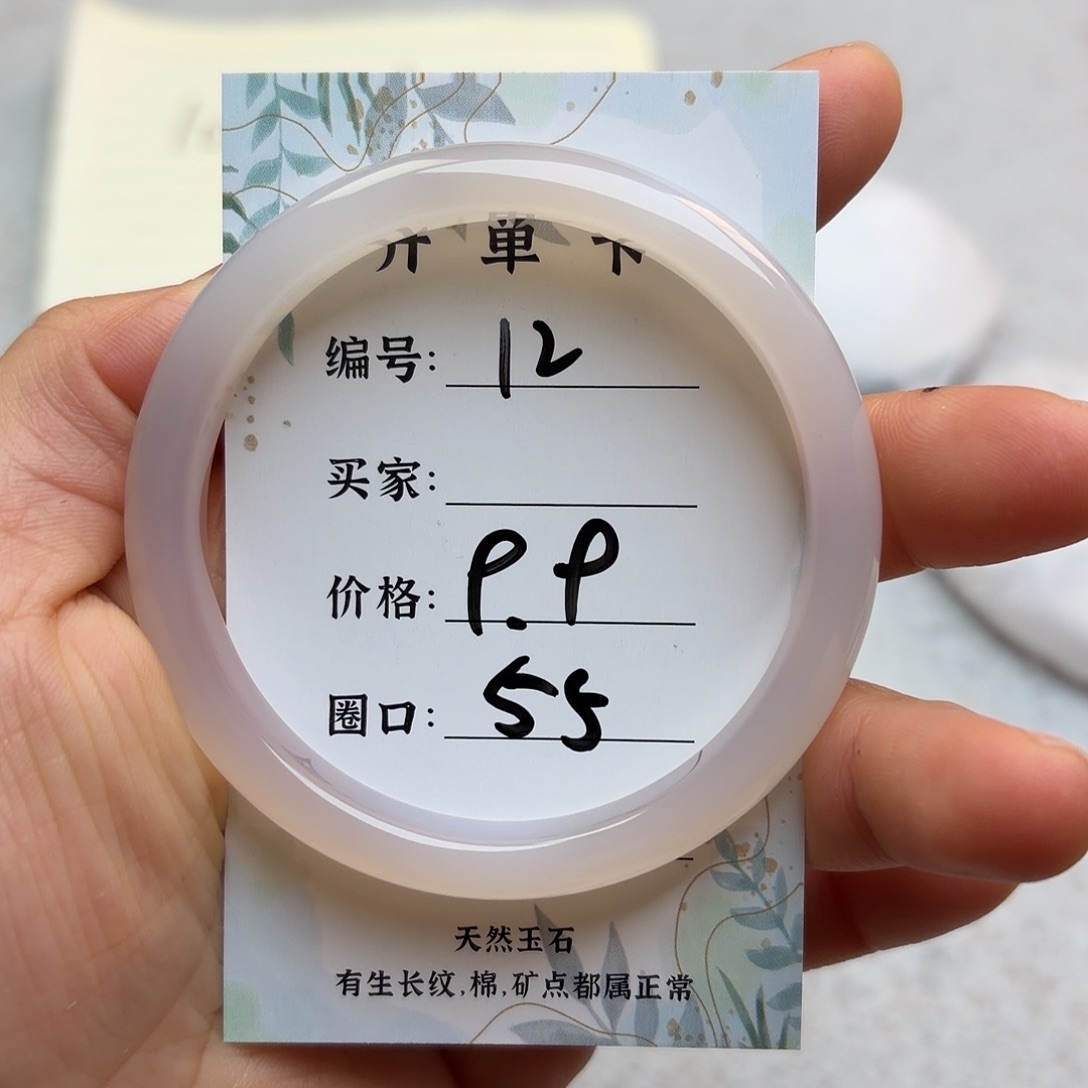 开单卡
编号: 12
买家:
价格: 9.9
圈口: 55
天然玉石
有生长纹,棉,矿点都属正常